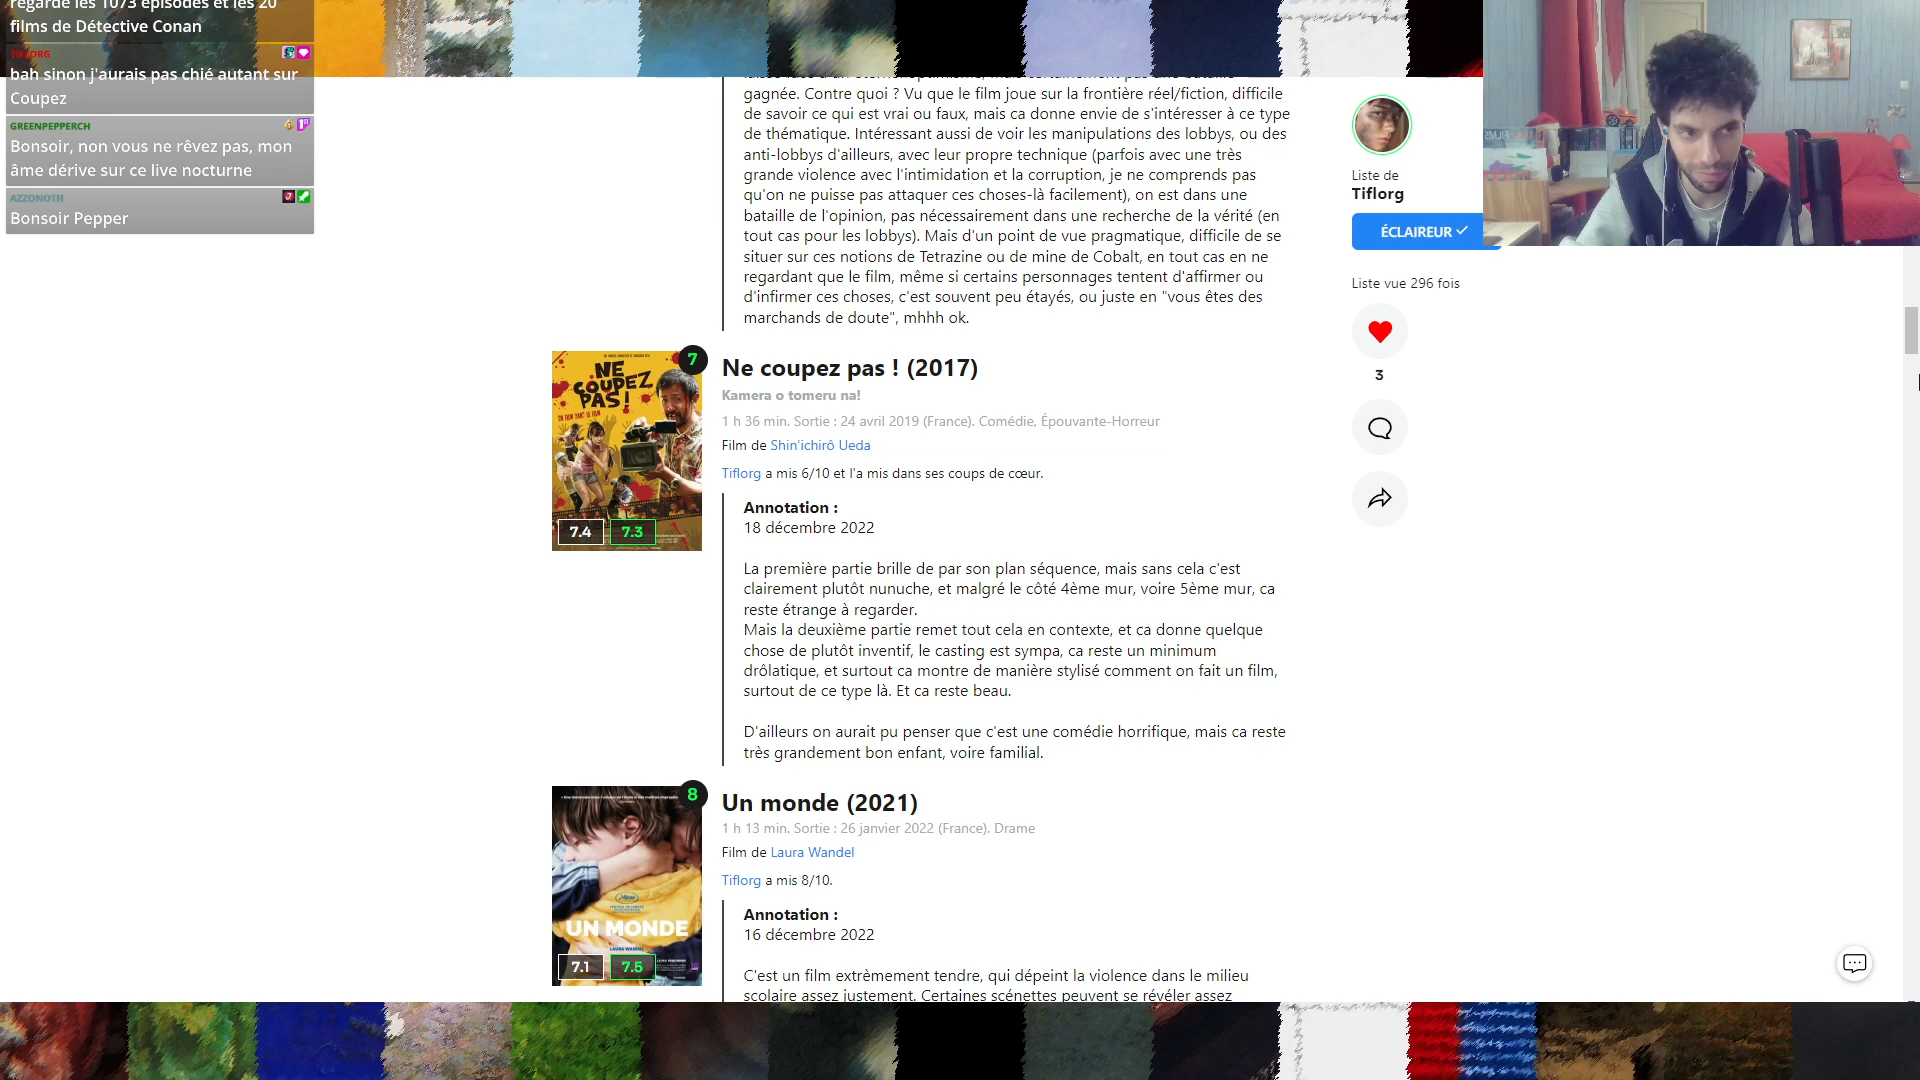 regardé les 1073 épisodes et les 20
films de Détective Conan
TIFLORG
bah sinon j'aurais pas chié autant sur
Coupez
GREENPEPPERCH
Bonsoir, non vous ne rêvez pas, mon
âme dérive sur ce live nocturne
AZZONOTH
Bonsoir Pepper
gagnée. Contre quoi ? Vu que le film joue sur la frontière réel/fiction, difficile
de savoir ce qui est vrai ou faux, mais ca donne envie de s'intéresser à ce type
de thématique. Intéressant aussi de voir les manipulations des lobbys, ou des
anti-lobbys d'ailleurs, avec leur propre technique (parfois avec une très
grande violence avec l'intimidation et la corruption, je ne comprends pas
qu'on ne puisse pas attaquer ces choses-là facilement), on est dans une
bataille de l'opinion, pas nécessairement dans une recherche de la vérité (en
tout cas pour les lobbys). Mais d'un point de vue pragmatique, difficile de se
situer sur ces notions de Tetrazine ou de mine de Cobalt, en tout cas en ne
regardant que le film, même si certains personnages tentent d'affirmer ou
d'infirmer ces choses, c'est souvent peu étayés, ou juste en "vous êtes des
marchands de doute", mhhh ok.
7
NE
COUPEZ
PAS!
7.4 7.3
Ne coupez pas ! (2017)
Kamera o tomeru na!
1 h 36 min. Sortie : 24 avril 2019 (France). Comédie, Épouvante-Horreur
Film de Shin'ichirô Ueda
Tiflorg a mis 6/10 et l'a mis dans ses coups de cœur.
Annotation :
18 décembre 2022
La première partie brille de par son plan séquence, mais sans cela c'est
clairement plutôt nunuche, et malgré le côté 4ème mur, voire 5ème mur, ca
reste étrange à regarder.
Mais la deuxième partie remet tout cela en contexte, et ca donne quelque
chose de plutôt inventif, le casting est sympa, ca reste un minimum
drôlatique, et surtout ca montre de manière stylisé comment on fait un film,
surtout de ce type là. Et ca reste beau.
D'ailleurs on aurait pu penser que c'est une comédie horrifique, mais ca reste
très grandement bon enfant, voire familial.
8
UN MONDE
LAURA WANDEL
7.1 7.5
Un monde (2021)
1 h 13 min. Sortie : 26 janvier 2022 (France). Drame
Film de Laura Wandel
Tiflorg a mis 8/10.
Annotation :
16 décembre 2022
C'est un film extrèmement tendre, qui dépeint la violence dans le milieu
scolaire assez justement. Certaines scénettes peuvent se révéler assez
Liste de
Tiflorg
ÉCLAIREUR
Liste vue 296 fois
3